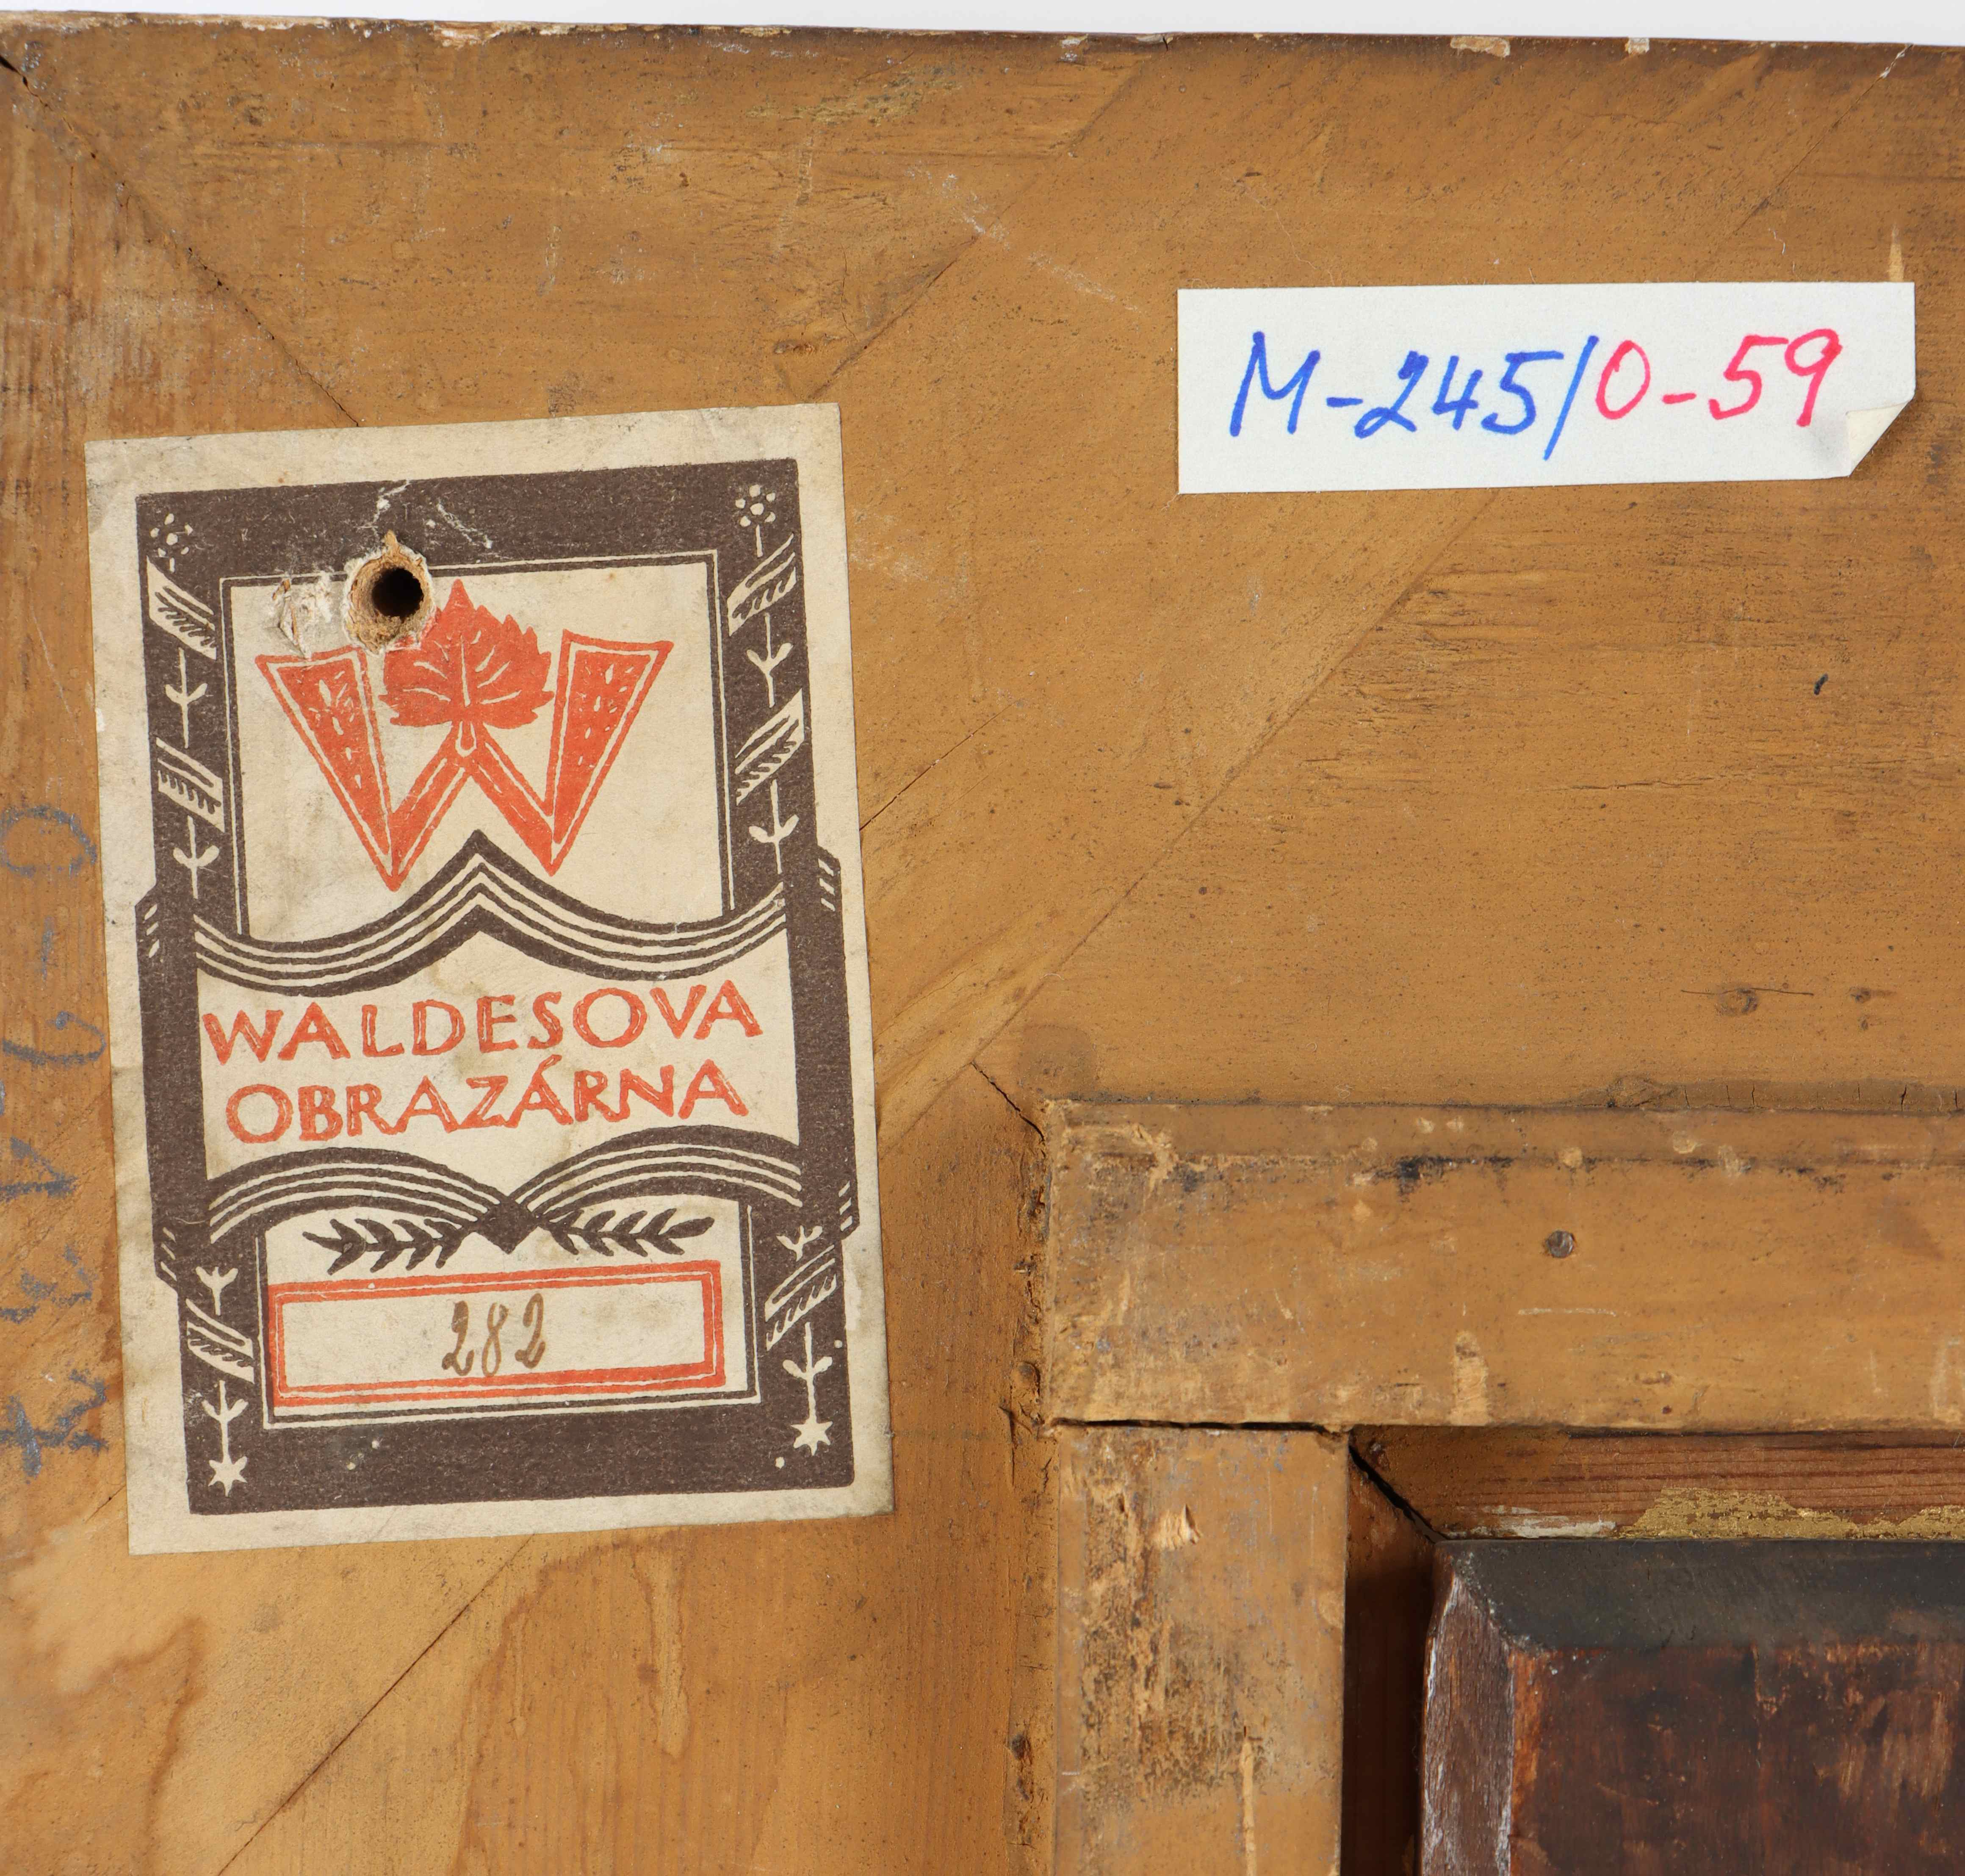 M-245/0-59
W
WALDESOVA
OBRAZÁRNA
282